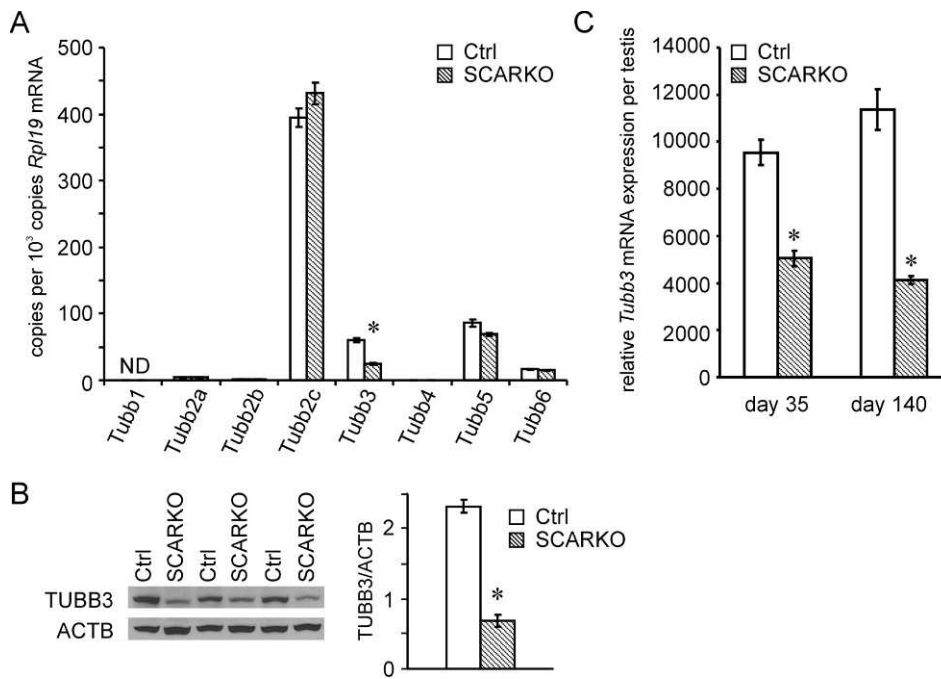 A
copies per 10³ copies Rpl19 mRNA
500
400
300
200
100
0
Ctrl
SCARKO
ND
*
Tubb1
Tubb2a
Tubb2b
Tubb2c
Tubb3
Tubb4
Tubb5
Tubb6
C
relative Tubb3 mRNA expression per testis
14000
12000
10000
8000
6000
4000
2000
0
Ctrl
SCARKO
*
*
day 35
day 140
B
Ctrl
SCARKO
Ctrl
SCARKO
Ctrl
SCARKO
TUBB3
ACTB
TUBB3/ACTB
2
1
0
Ctrl
SCARKO
*